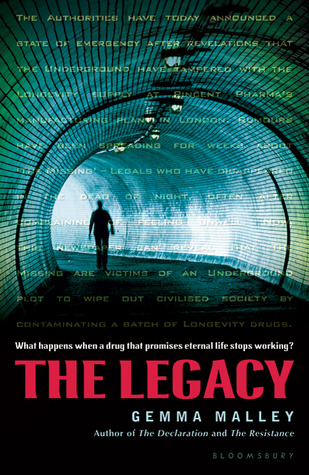 The Authorities have today announced a
state of emergency after revelations that
the Underground have tampered with the
Longevity supply at Pincent Pharma's
manufacturing plant in London. Rumours
have been spreading for weeks about
'The Missing' – Legals who have disappeared
in the dead of night, often after
complaining of feeling unwell. Now
this newspaper can reveal that the
Missing are victims of an Underground
plot to wipe out civilised society by
contaminating a batch of Longevity drugs.
What happens when a drug that promises eternal life stops working?
THE LEGACY
GEMMA MALLEY
Author of The Declaration and The Resistance
BLOOMSBURY